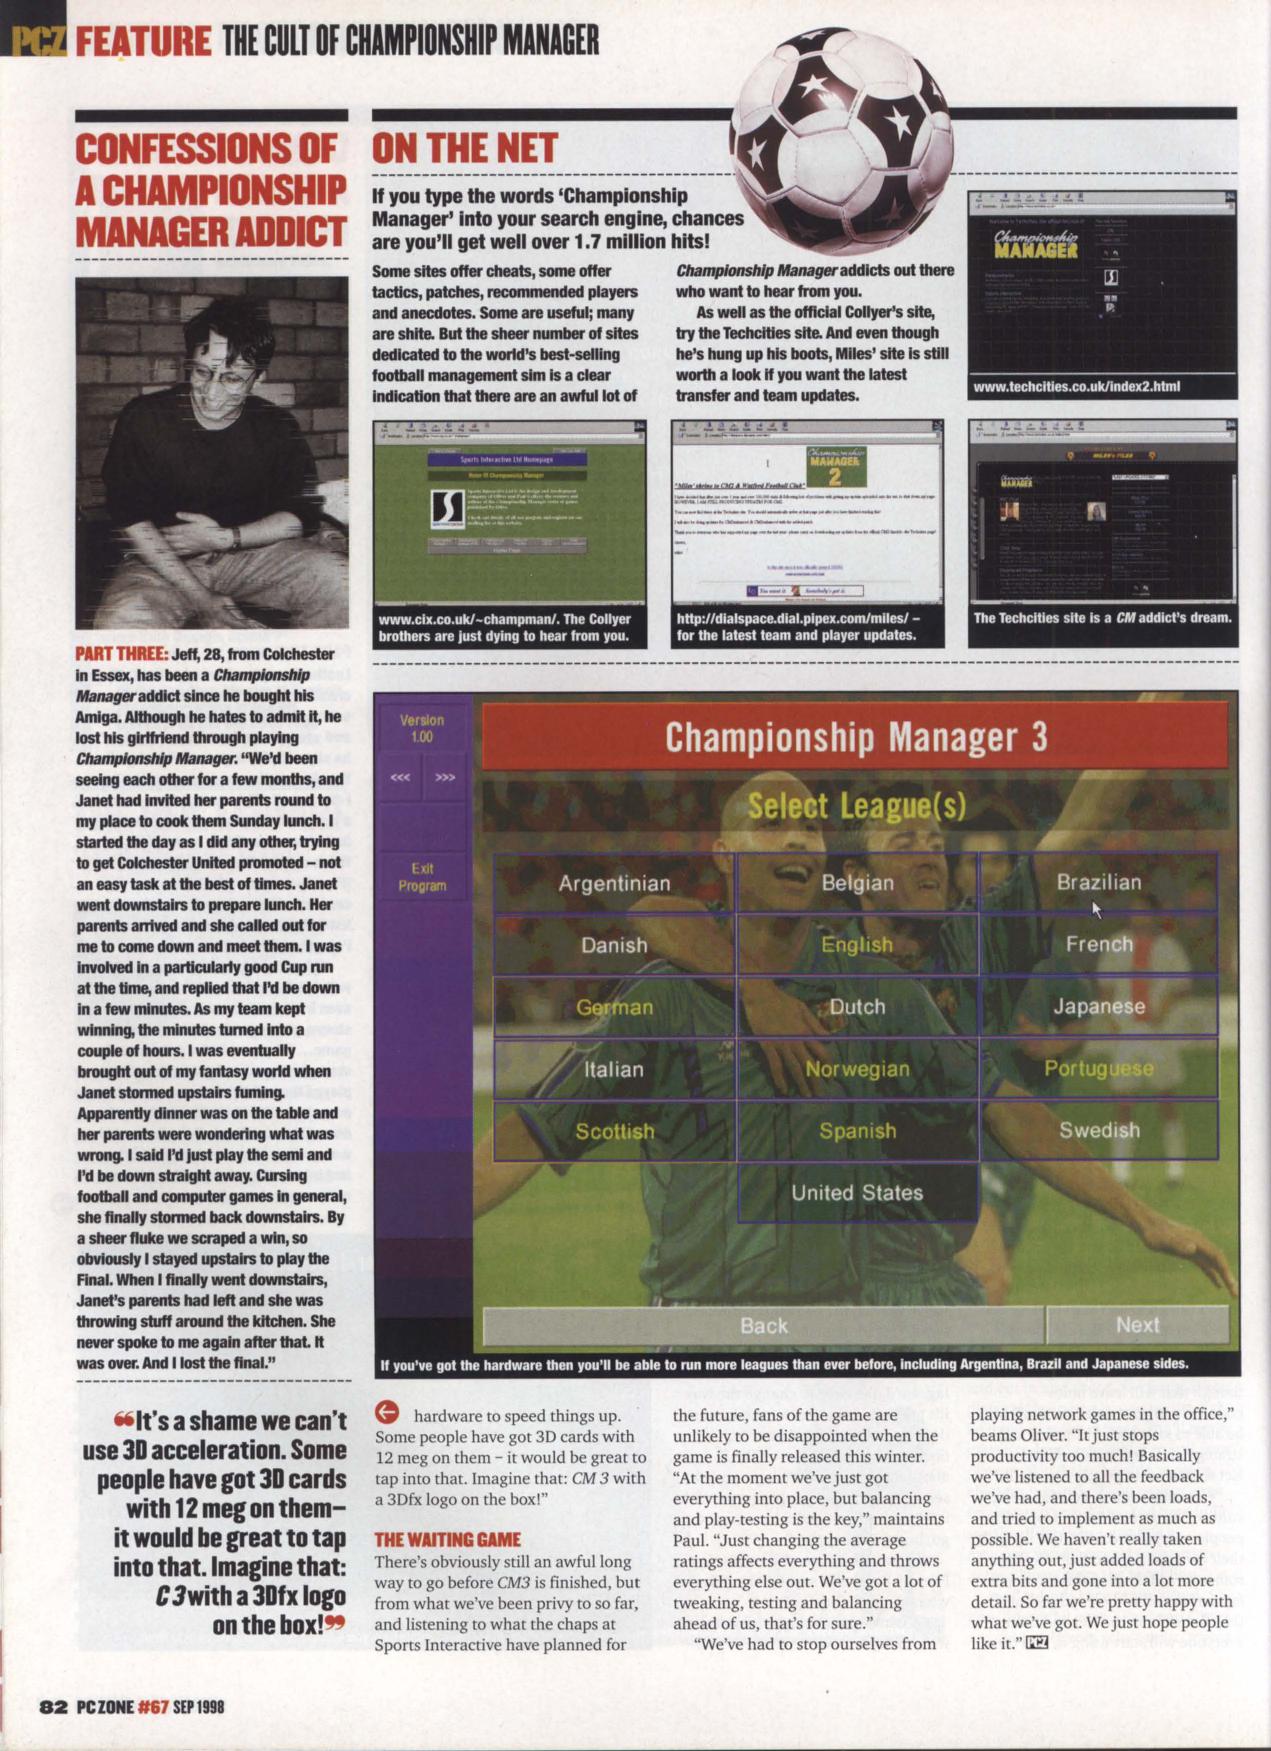 PCZ FEATURE THE CULT OF CHAMPIONSHIP MANAGER
CONFESSIONS OF
A CHAMPIONSHIP
MANAGER ADDICT
PART THREE: Jeff, 28, from Colchester
in Essex, has been a Championship
Manager addict since he bought his
Amiga. Although he hates to admit it, he
lost his girlfriend through playing
Championship Manager. “We’d been
seeing each other for a few months, and
Janet had invited her parents round to
my place to cook them Sunday lunch. I
started the day as I did any other, trying
to get Colchester United promoted – not
an easy task at the best of times. Janet
went downstairs to prepare lunch. Her
parents arrived and she called out for
me to come down and meet them. I was
involved in a particularly good Cup run
at the time, and replied that I’d be down
in a few minutes. As my team kept
winning, the minutes turned into a
couple of hours. I was eventually
brought out of my fantasy world when
Janet stormed upstairs fuming.
Apparently dinner was on the table and
her parents were wondering what was
wrong. I said I’d just play the semi and
I’d be down straight away. Cursing
football and computer games in general,
she finally stormed back downstairs. By
a sheer fluke we scraped a win, so
obviously I stayed upstairs to play the
Final. When I finally went downstairs,
Janet’s parents had left and she was
throwing stuff around the kitchen. She
never spoke to me again after that. It
was over. And I lost the final.”
“It’s a shame we can’t
use 3D acceleration. Some
people have got 3D cards
with 12 meg on them–
it would be great to tap
into that. Imagine that:
C 3 with a 3Dfx logo
on the box!”
ON THE NET
If you type the words ‘Championship
Manager’ into your search engine, chances
are you’ll get well over 1.7 million hits!
Some sites offer cheats, some offer
tactics, patches, recommended players
and anecdotes. Some are useful; many
are shite. But the sheer number of sites
dedicated to the world’s best-selling
football management sim is a clear
indication that there are an awful lot of
Championship Manager addicts out there
who want to hear from you.
As well as the official Collyer’s site,
try the Techcities site. And even though
he’s hung up his boots, Miles’ site is still
worth a look if you want the latest
transfer and team updates.
Championship
MANAGER
www.techcities.co.uk/index2.html
Sports Interactive Ltd Homepage
Home Of Championship Manager
www.cix.co.uk/~champman/. The Collyer
brothers are just dying to hear from you.
Championship
MANAGER
2
"Miles' shrine to CM2 & Watford Football Club"
http://dialspace.dial.pipex.com/miles/ –
for the latest team and player updates.
MILES'S FILES
Championship
MANAGER
The Techcities site is a CM addict’s dream.
Version
1.00
<<< >>>
Exit
Program
Championship Manager 3
Select League(s)
Argentinian Belgian Brazilian
Danish English French
German Dutch Japanese
Italian Norwegian Portuguese
Scottish Spanish Swedish
United States
Back Next
If you’ve got the hardware then you’ll be able to run more leagues than ever before, including Argentina, Brazil and Japanese sides.
hardware to speed things up.
Some people have got 3D cards with
12 meg on them – it would be great to
tap into that. Imagine that: CM 3 with
a 3Dfx logo on the box!”
THE WAITING GAME
There’s obviously still an awful long
way to go before CM3 is finished, but
from what we’ve been privy to so far,
and listening to what the chaps at
Sports Interactive have planned for
the future, fans of the game are
unlikely to be disappointed when the
game is finally released this winter.
“At the moment we’ve just got
everything into place, but balancing
and play-testing is the key,” maintains
Paul. “Just changing the average
ratings affects everything and throws
everything else out. We’ve got a lot of
tweaking, testing and balancing
ahead of us, that’s for sure.”
“We’ve had to stop ourselves from
playing network games in the office,”
beams Oliver. “It just stops
productivity too much! Basically
we’ve listened to all the feedback
we’ve had, and there’s been loads,
and tried to implement as much as
possible. We haven’t really taken
anything out, just added loads of
extra bits and gone into a lot more
detail. So far we’re pretty happy with
what we’ve got. We just hope people
like it.” PCZ
82 PC ZONE #67 SEP 1998